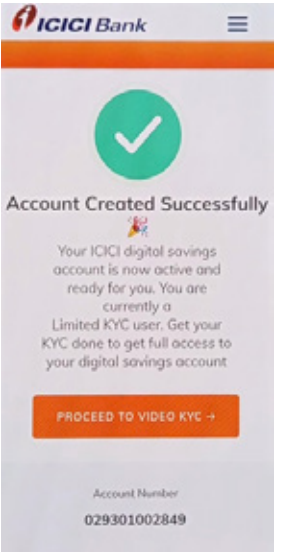 ICICI Bank
Account Created Successfully
Your ICICI digital savings
account is now active and
ready for you. You are
currently a
Limited KYC user. Get your
KYC done to get full access to
your digital savings account
PROCEED TO VIDEO KYC →
Account Number
029301002849